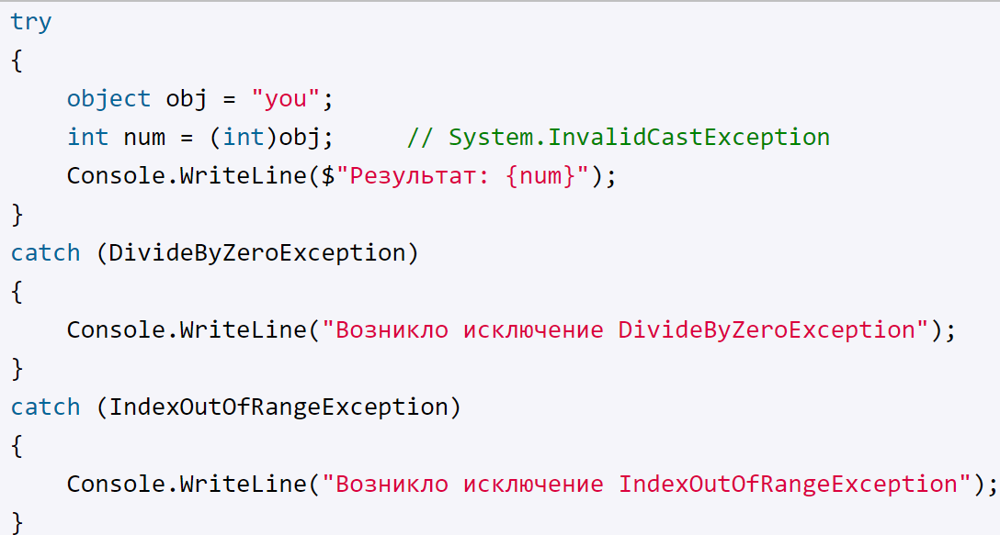 try
{
    object obj = "you";
    int num = (int)obj;     // System.InvalidCastException
    Console.WriteLine($"Результат: {num}");
}
catch (DivideByZeroException)
{
    Console.WriteLine("Возникло исключение DivideByZeroException");
}
catch (IndexOutOfRangeException)
{
    Console.WriteLine("Возникло исключение IndexOutOfRangeException");
}